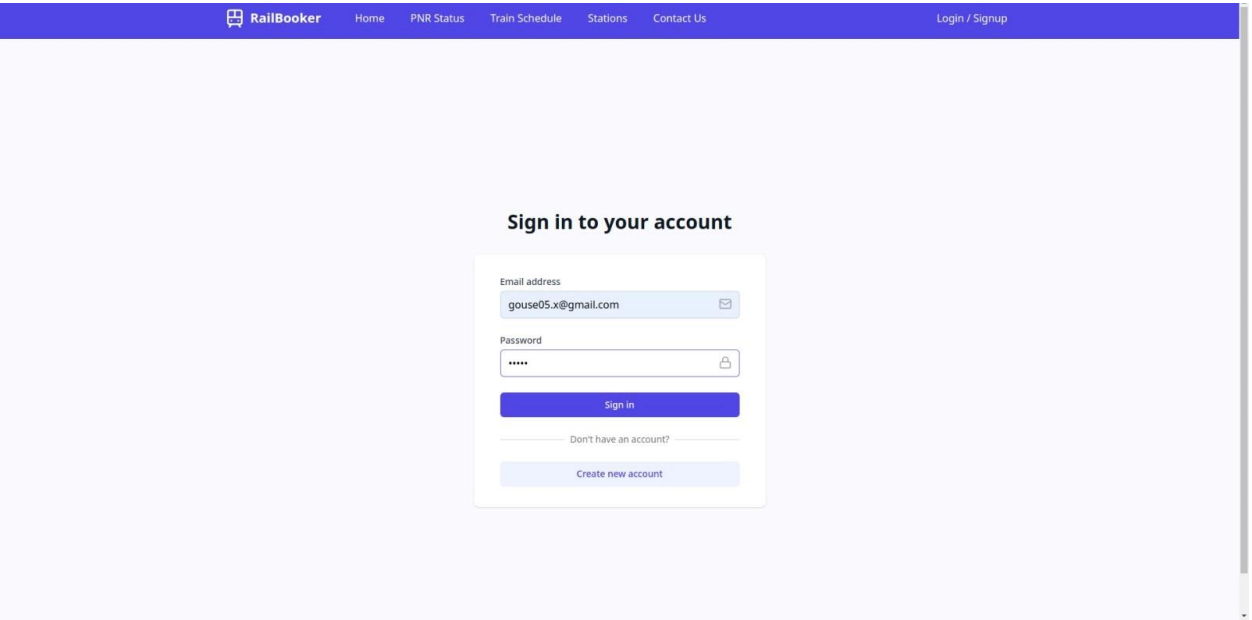 RailBooker Home PNR Status Train Schedule Stations Contact Us Login / Signup
Sign in to your account
Email address
gouse05.x@gmail.com
Password
•••••
Sign in
Don't have an account?
Create new account